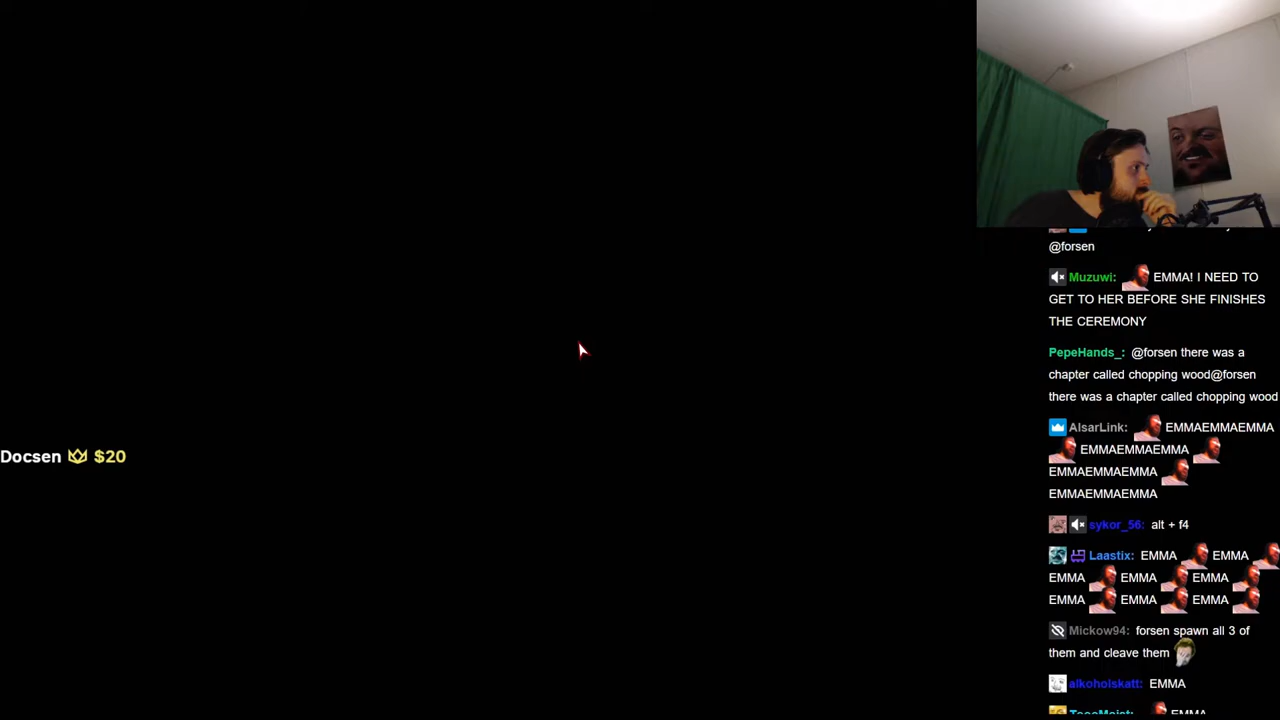 @forsen
Muzuwi: EMMA! I NEED TO
GET TO HER BEFORE SHE FINISHES
THE CEREMONY
PepeHands_: @forsen there was a
chapter called chopping wood@forsen
there was a chapter called chopping wood
AlsarLink: EMMAEMMAEMMA
EMMAEMMAEMMA
EMMAEMMAEMMA
EMMAEMMAEMMA
Docsen $20
sykor_56: alt + f4
Laastix: EMMA EMMA
EMMA EMMA EMMA
EMMA EMMA EMMA
Mickow94: forsen spawn all 3 of
them and cleave them
alkoholskatt: EMMA
TocoMoist: EMMA